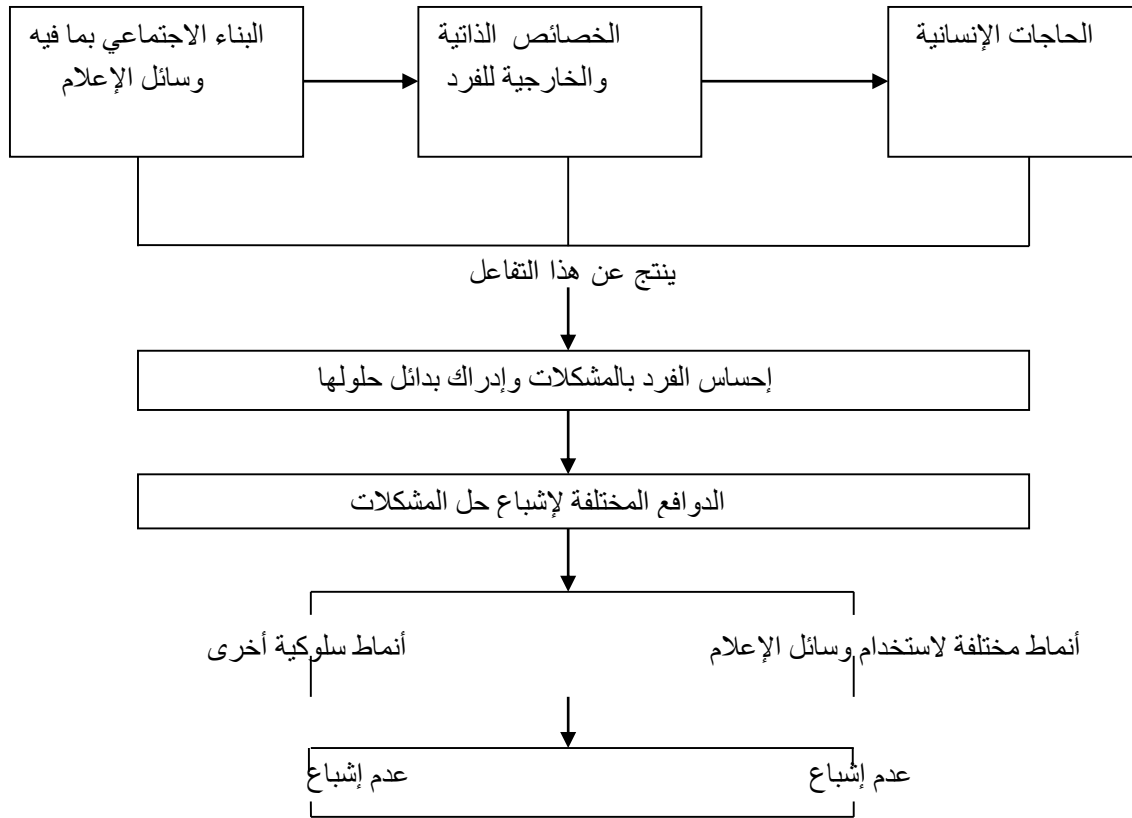 الحاجات الإنسانية
الخصائص الذاتية
والخارجية للفرد
البناء الاجتماعي بما فيه
وسائل الإعلام
ينتج عن هذا التفاعل
إحساس الفرد بالمشكلات وإدراك بدائل حلولها
الدوافع المختلفة لإشباع حل المشكلات
أنماط مختلفة لاستخدام وسائل الإعلام
أنماط سلوكية أخرى
عدم إشباع
عدم إشباع